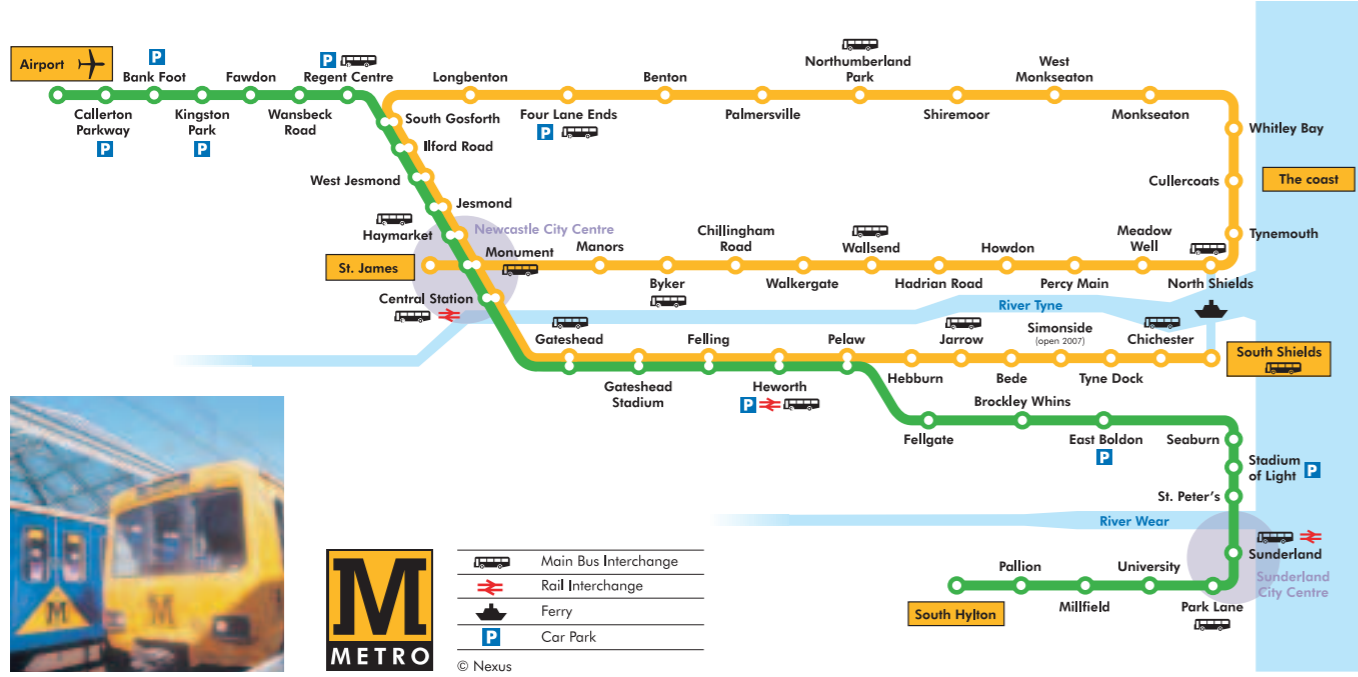 Airport
Bank Foot
Fawdon
Regent Centre
Callerton
Parkway
Kingston
Park
Wansbeck
Road
Longbenton
Benton
Northumberland
Park
West
Monkseaton
South Gosforth
Four Lane Ends
Palmersville
Shiremoor
Monkseaton
Whitley Bay
Ilford Road
West Jesmond
Cullercoats
The coast
Jesmond
Haymarket
Newcastle City Centre
Tynemouth
St. James
Monument
Manors
Chillingham
Road
Wallsend
Howdon
Meadow
Well
Byker
Walkergate
Hadrian Road
Percy Main
North Shields
Central Station
River Tyne
Gateshead
Felling
Pelaw
Jarrow
Simonside
(open 2007)
Chichester
South Shields
Gateshead
Stadium
Heworth
Hebburn
Bede
Tyne Dock
Brockley Whins
Fellgate
East Boldon
Seaburn
Stadium
of Light
St. Peter's
River Wear
Sunderland
Sunderland
City Centre
Pallion
University
South Hylton
Millfield
Park Lane
M
METRO
Main Bus Interchange
Rail Interchange
Ferry
P
Car Park
© Nexus
P
P
P
P
P
P
P
P
M
M